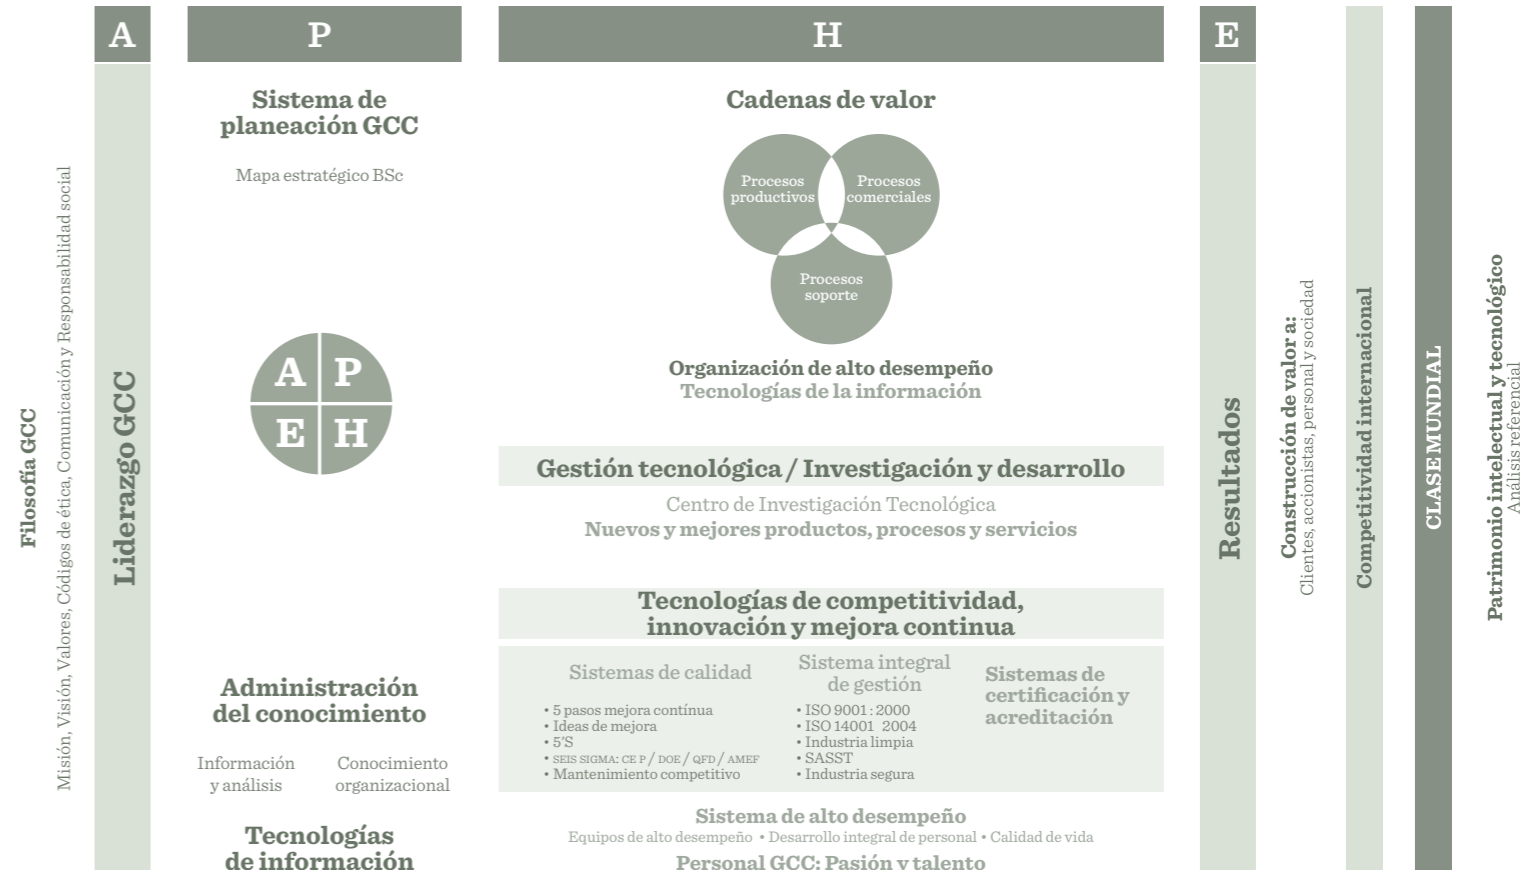 Filosofía GCC
Misión, Visión, Valores, Códigos de ética, Comunicación y Responsabilidad social
A
Liderazgo GCC
P
Sistema de
planeación GCC
Mapa estratégico BSc
A P
E H
Administración
del conocimiento
Información
y análisis
Conocimiento
organizacional
Tecnologías
de información
H
Cadenas de valor
Procesos
productivos
Procesos
comerciales
Procesos
soporte
Organización de alto desempeño
Tecnologías de la información
Gestión tecnológica / Investigación y desarrollo
Centro de Investigación Tecnológica
Nuevos y mejores productos, procesos y servicios
Tecnologías de competitividad,
innovación y mejora continua
Sistemas de calidad
• 5 pasos mejora contínua
• Ideas de mejora
• 5'S
• SEIS SIGMA: CE P / DOE / QFD / AMEF
• Mantenimiento competitivo
Sistema integral
de gestión
• ISO 9001 : 2000
• ISO 14001 2004
• Industria limpia
• SASST
• Industria segura
Sistemas de
certificación y
acreditación
Sistema de alto desempeño
Equipos de alto desempeño • Desarrollo integral de personal • Calidad de vida
Personal GCC: Pasión y talento
E
Resultados
Construcción de valor a:
Clientes, accionistas, personal y sociedad
Competitividad internacional
CLASE MUNDIAL
Patrimonio intelectual y tecnológico
Análisis referencial